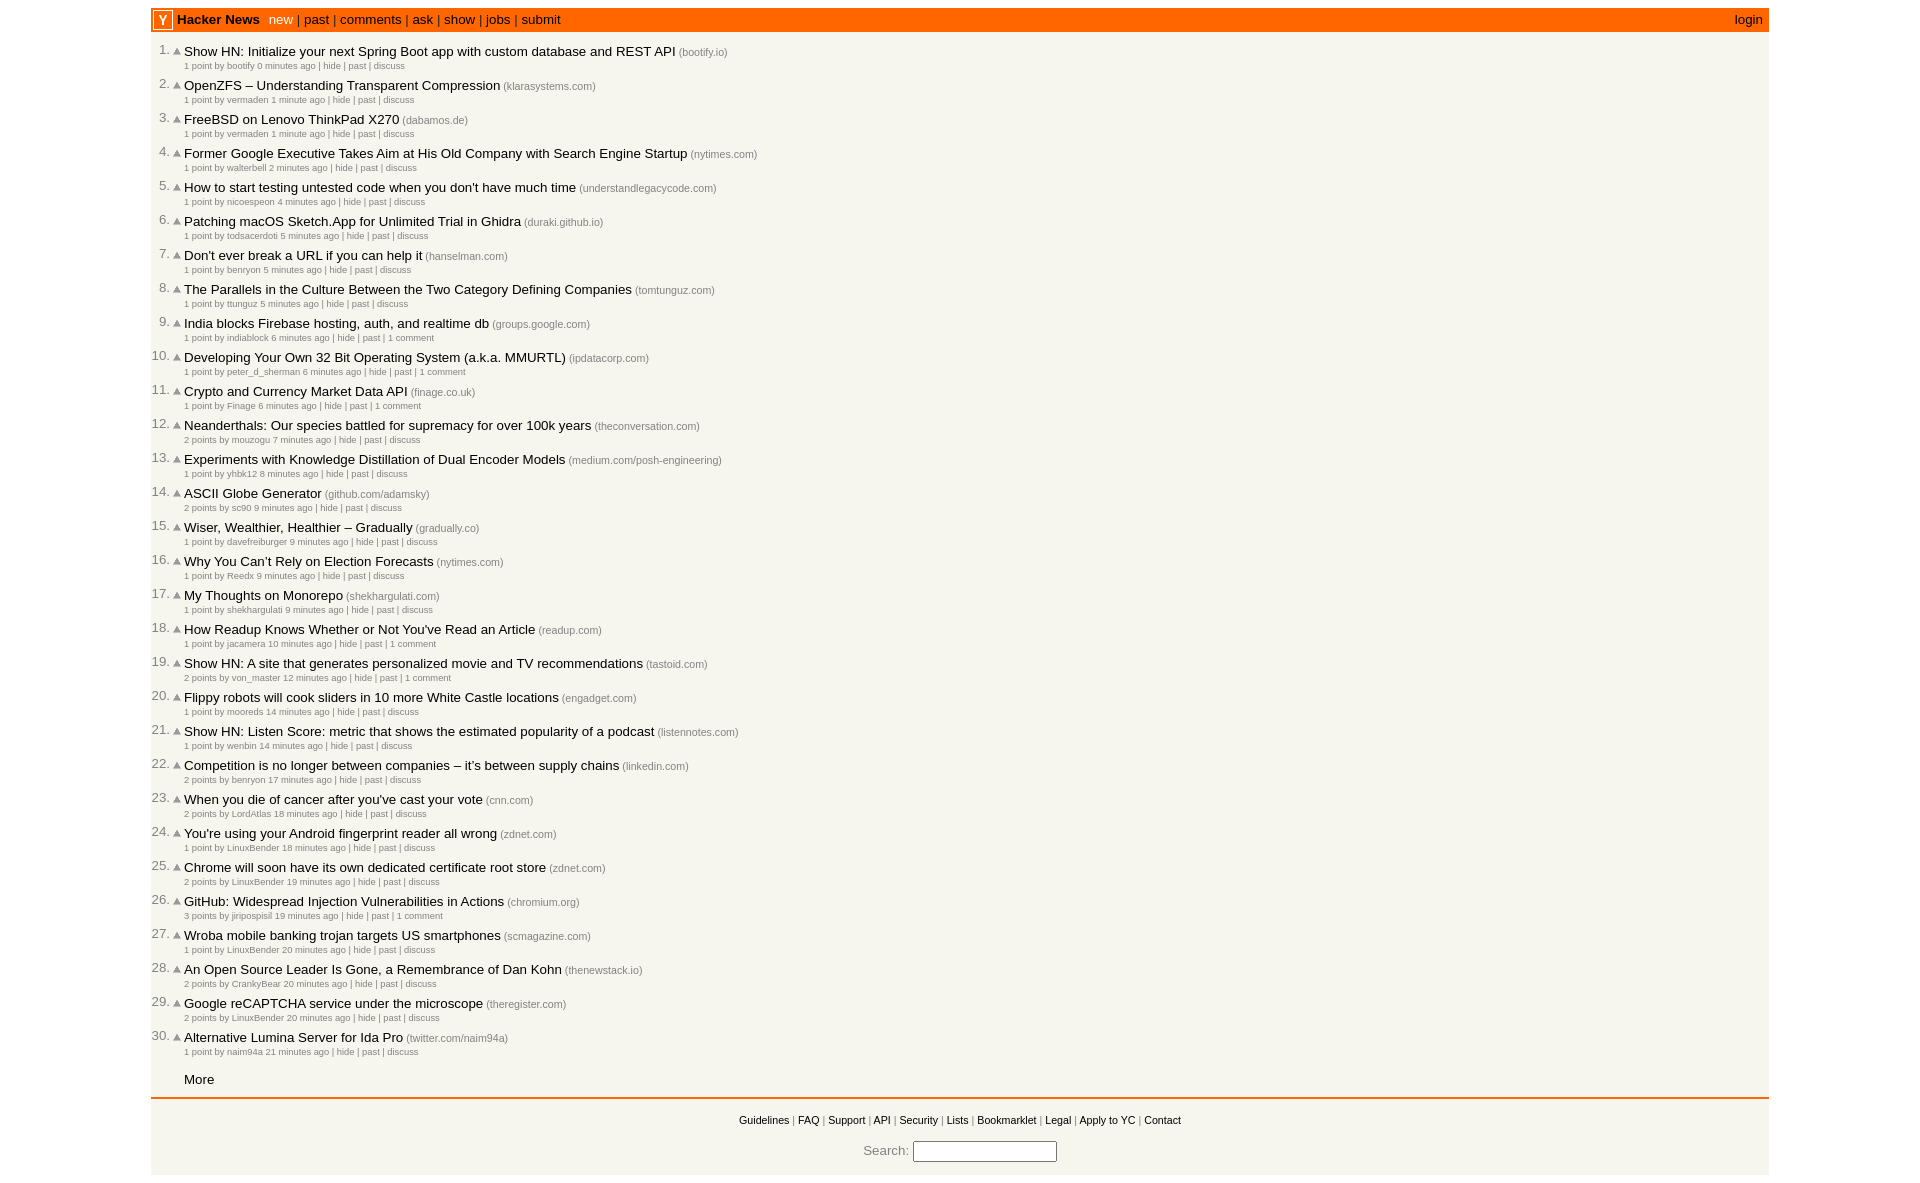 Y Hacker News new | past | comments | ask | show | jobs | submit login
1. Show HN: Initialize your next Spring Boot app with custom database and REST API (bootify.io)
1 point by bootify 0 minutes ago | hide | past | discuss
2. OpenZFS – Understanding Transparent Compression (klarasystems.com)
1 point by vermaden 1 minute ago | hide | past | discuss
3. FreeBSD on Lenovo ThinkPad X270 (dabamos.de)
1 point by vermaden 1 minute ago | hide | past | discuss
4. Former Google Executive Takes Aim at His Old Company with Search Engine Startup (nytimes.com)
1 point by walterbell 2 minutes ago | hide | past | discuss
5. How to start testing untested code when you don't have much time (understandlegacycode.com)
1 point by nicoespeon 4 minutes ago | hide | past | discuss
6. Patching macOS Sketch.App for Unlimited Trial in Ghidra (duraki.github.io)
1 point by todsacerdoti 5 minutes ago | hide | past | discuss
7. Don't ever break a URL if you can help it (hanselman.com)
1 point by benryon 5 minutes ago | hide | past | discuss
8. The Parallels in the Culture Between the Two Category Defining Companies (tomtunguz.com)
1 point by ttunguz 5 minutes ago | hide | past | discuss
9. India blocks Firebase hosting, auth, and realtime db (groups.google.com)
1 point by indiablock 6 minutes ago | hide | past | 1 comment
10. Developing Your Own 32 Bit Operating System (a.k.a. MMURTL) (ipdatacorp.com)
1 point by peter_d_sherman 6 minutes ago | hide | past | 1 comment
11. Crypto and Currency Market Data API (finage.co.uk)
1 point by Finage 6 minutes ago | hide | past | 1 comment
12. Neanderthals: Our species battled for supremacy for over 100k years (theconversation.com)
2 points by mouzogu 7 minutes ago | hide | past | discuss
13. Experiments with Knowledge Distillation of Dual Encoder Models (medium.com/posh-engineering)
1 point by yhbk12 8 minutes ago | hide | past | discuss
14. ASCII Globe Generator (github.com/adamsky)
2 points by sc90 9 minutes ago | hide | past | discuss
15. Wiser, Wealthier, Healthier – Gradually (gradually.co)
1 point by davefreiburger 9 minutes ago | hide | past | discuss
16. Why You Can’t Rely on Election Forecasts (nytimes.com)
1 point by Reedx 9 minutes ago | hide | past | discuss
17. My Thoughts on Monorepo (shekhargulati.com)
1 point by shekhargulati 9 minutes ago | hide | past | discuss
18. How Readup Knows Whether or Not You've Read an Article (readup.com)
1 point by jacamera 10 minutes ago | hide | past | 1 comment
19. Show HN: A site that generates personalized movie and TV recommendations (tastoid.com)
2 points by von_master 12 minutes ago | hide | past | 1 comment
20. Flippy robots will cook sliders in 10 more White Castle locations (engadget.com)
1 point by mooreds 14 minutes ago | hide | past | discuss
21. Show HN: Listen Score: metric that shows the estimated popularity of a podcast (listennotes.com)
1 point by wenbin 14 minutes ago | hide | past | discuss
22. Competition is no longer between companies – it’s between supply chains (linkedin.com)
2 points by benryon 17 minutes ago | hide | past | discuss
23. When you die of cancer after you've cast your vote (cnn.com)
2 points by LordAtlas 18 minutes ago | hide | past | discuss
24. You're using your Android fingerprint reader all wrong (zdnet.com)
1 point by LinuxBender 18 minutes ago | hide | past | discuss
25. Chrome will soon have its own dedicated certificate root store (zdnet.com)
2 points by LinuxBender 19 minutes ago | hide | past | discuss
26. GitHub: Widespread Injection Vulnerabilities in Actions (chromium.org)
3 points by jiripospisil 19 minutes ago | hide | past | 1 comment
27. Wroba mobile banking trojan targets US smartphones (scmagazine.com)
1 point by LinuxBender 20 minutes ago | hide | past | discuss
28. An Open Source Leader Is Gone, a Remembrance of Dan Kohn (thenewstack.io)
2 points by CrankyBear 20 minutes ago | hide | past | discuss
29. Google reCAPTCHA service under the microscope (theregister.com)
2 points by LinuxBender 20 minutes ago | hide | past | discuss
30. Alternative Lumina Server for Ida Pro (twitter.com/naim94a)
1 point by naim94a 21 minutes ago | hide | past | discuss
More
Guidelines | FAQ | Support | API | Security | Lists | Bookmarklet | Legal | Apply to YC | Contact
Search: